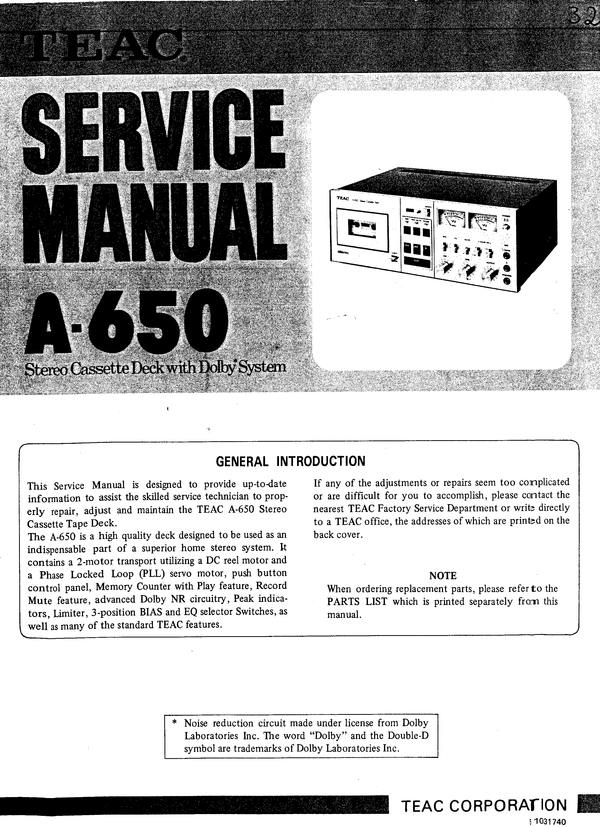 32
TEAC
SERVICE
MANUAL
A-650
Stereo Cassette Deck with Dolby* System
TEAC
GENERAL INTRODUCTION
This Service Manual is designed to provide up-to-date
information to assist the skilled service technician to prop-
erly repair, adjust and maintain the TEAC A-650 Stereo
Cassette Tape Deck.
The A-650 is a high quality deck designed to be used as an
indispensable part of a superior home stereo system. It
contains a 2-motor transport utilizing a DC reel motor and
a Phase Locked Loop (PLL) servo motor, push button
control panel, Memory Counter with Play feature, Record
Mute feature, advanced Dolby NR circuitry, Peak indica-
tors, Limiter, 3-position BIAS and EQ selector Switches, as
well as many of the standard TEAC features.
If any of the adjustments or repairs seem too complicated
or are difficult for you to accomplish, please contact the
nearest TEAC Factory Service Department or write directly
to a TEAC office, the addresses of which are printed on the
back cover.
NOTE
When ordering replacement parts, please refer to the
PARTS LIST which is printed separately from this
manual.
* Noise reduction circuit made under license from Dolby
Laboratories Inc. The word “Dolby” and the Double-D
symbol are trademarks of Dolby Laboratories Inc.
TEAC CORPORATION
1031740